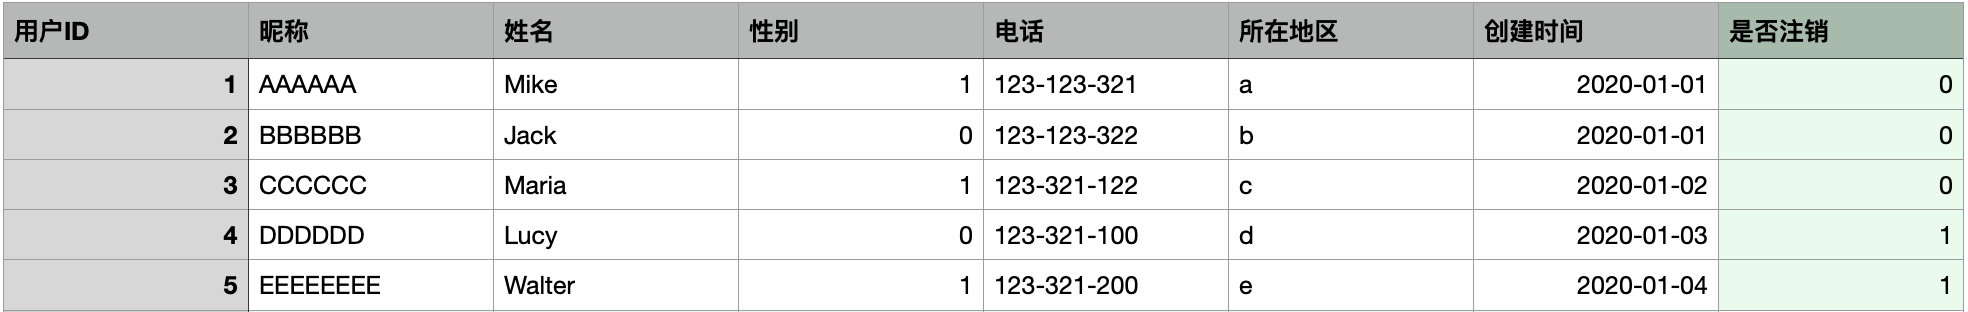 用户ID 昵称 姓名 性别 电话 所在地区 创建时间 是否注销
1 AAAAAA Mike 1 123-123-321 a 2020-01-01 0
2 BBBBBB Jack 0 123-123-322 b 2020-01-01 0
3 CCCCCC Maria 1 123-321-122 c 2020-01-02 0
4 DDDDDD Lucy 0 123-321-100 d 2020-01-03 1
5 EEEEEEEE Walter 1 123-321-200 e 2020-01-04 1